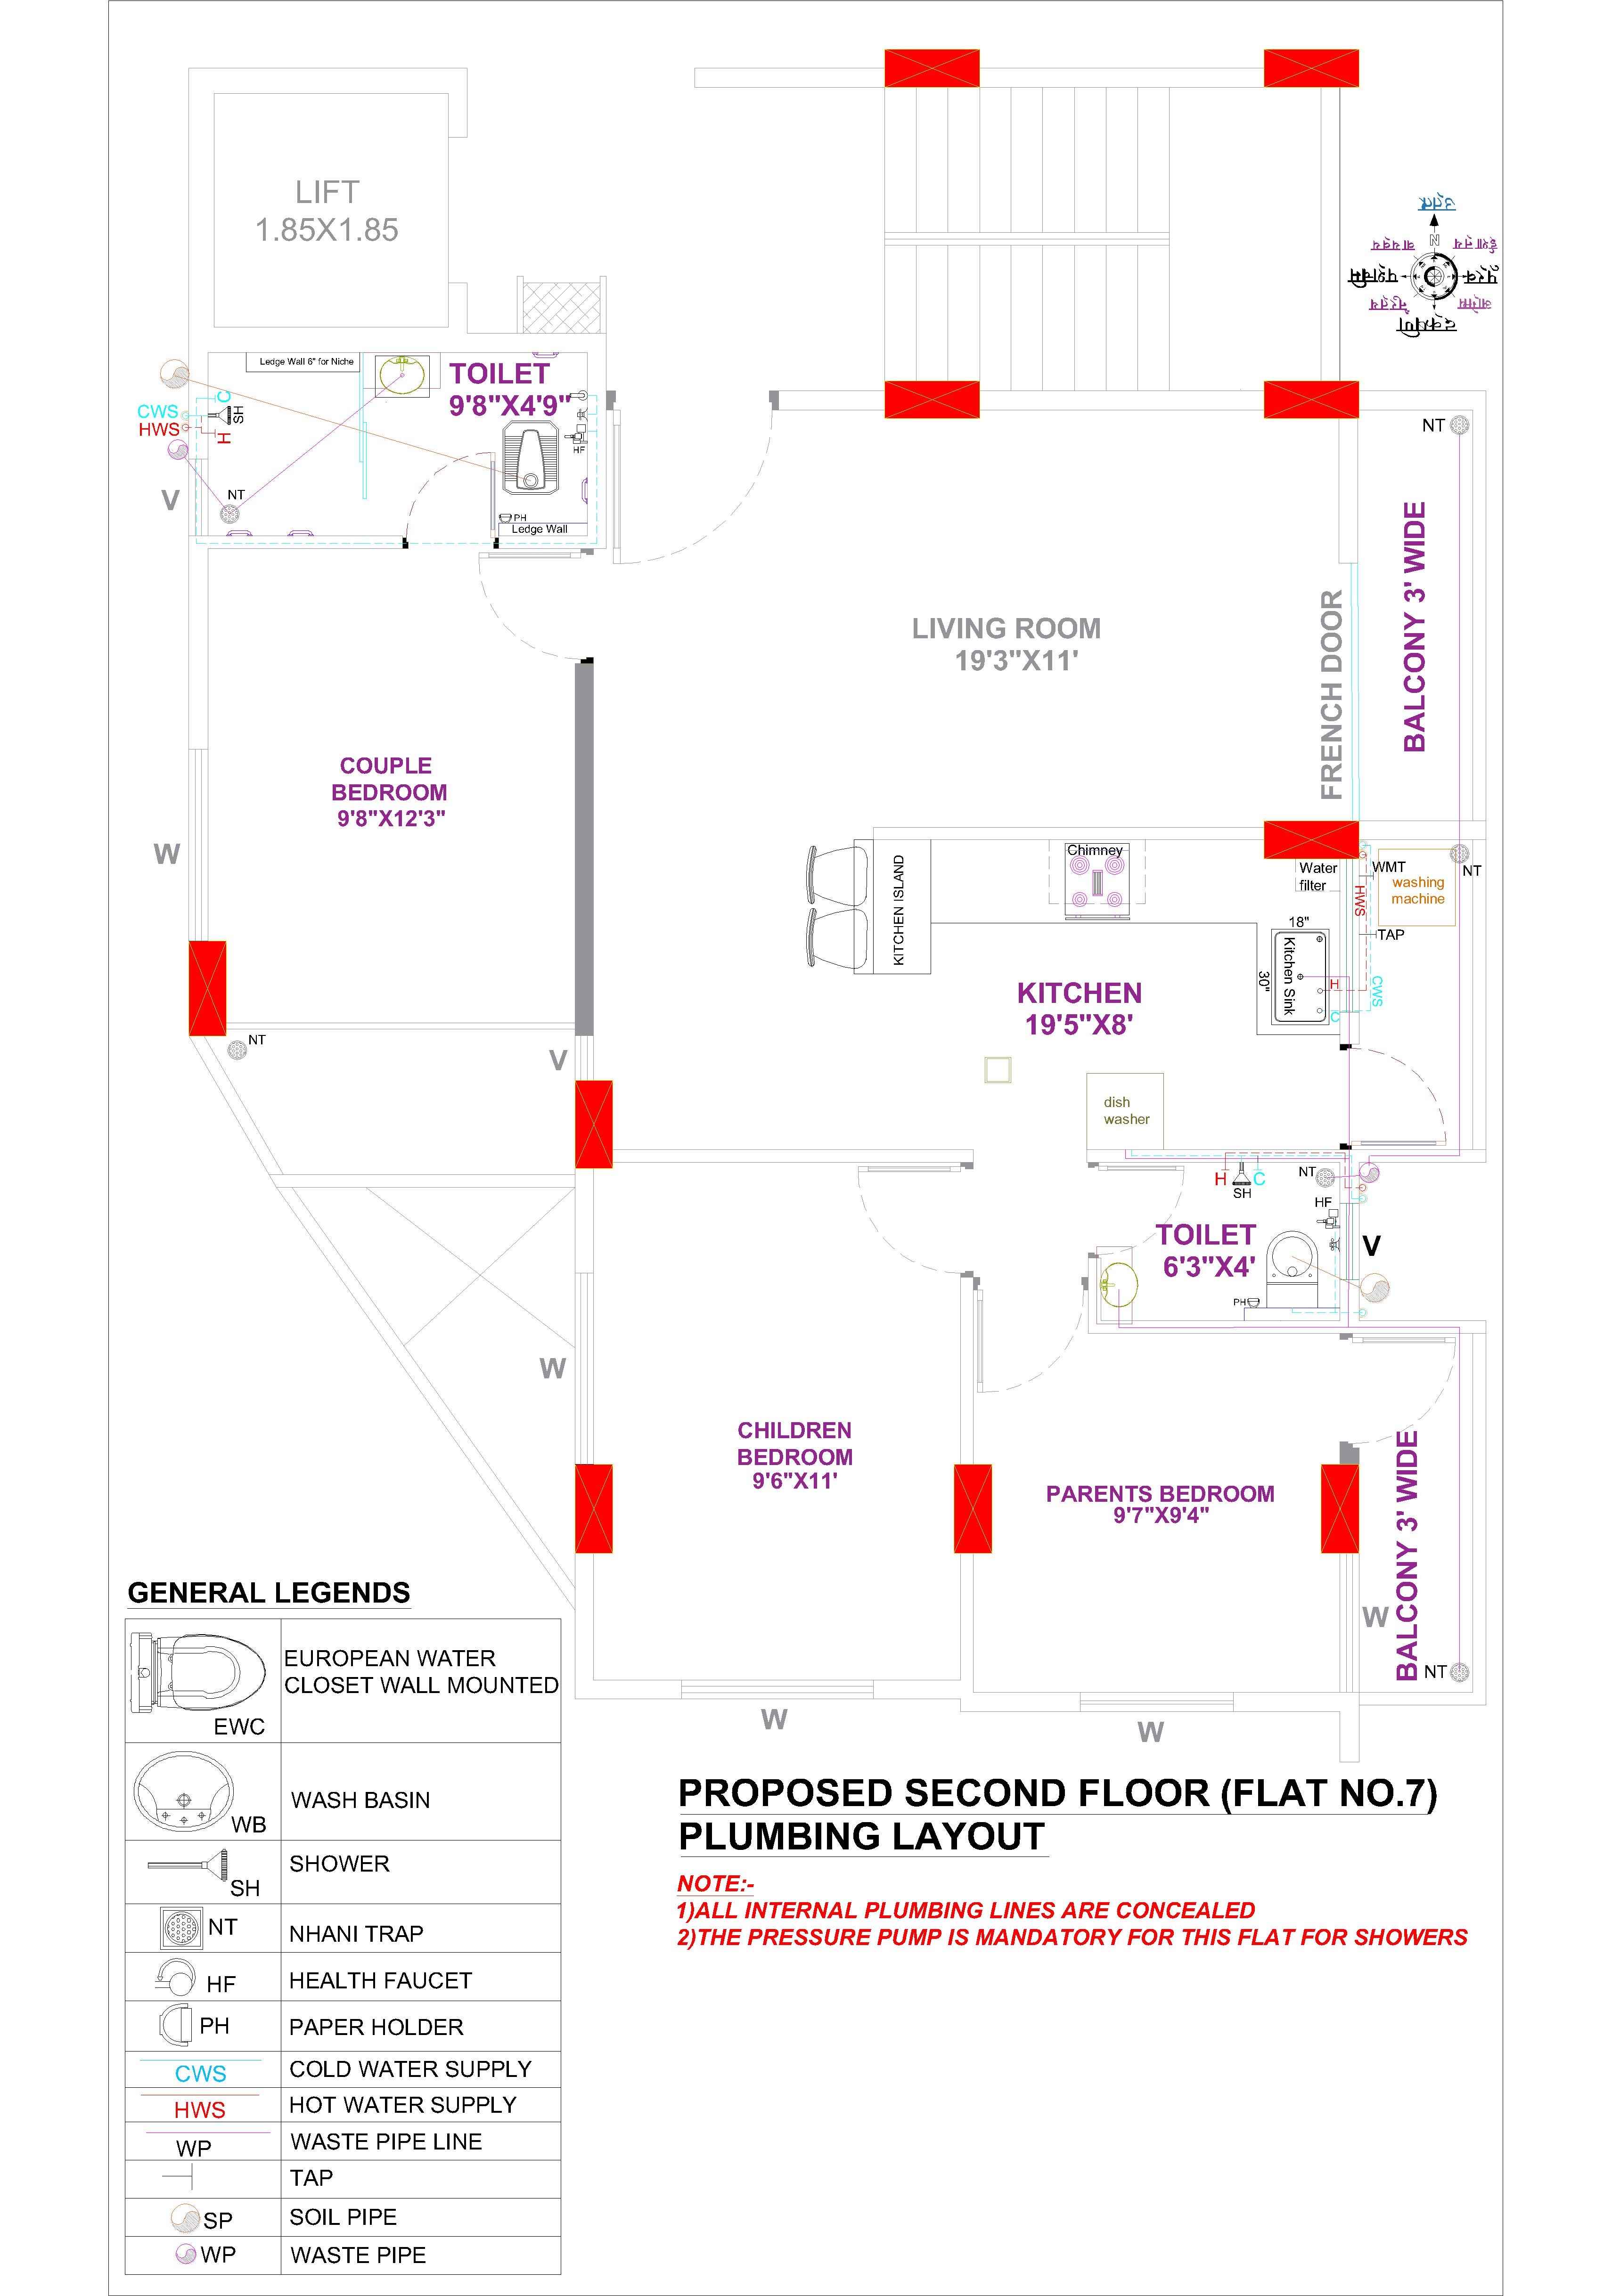 LIFT
1.85X1.85
N
Ledge Wall 6" for Niche
TOILET
9'8"X4'9"
C
CWS
HWS
SH
H
HF
V
NT
PH
Ledge Wall
NT
LIVING ROOM
19'3"X11'
FRENCH DOOR
BALCONY 3' WIDE
COUPLE
BEDROOM
9'8"X12'3"
W
KITCHEN ISLAND
Chimney
Water
filter
HWS
WMT
washing
machine
NT
TAP
18"
30"
Kitchen Sink
H
C
CWS
KITCHEN
19'5"X8'
NT
V
dish
washer
H
SH
C
NT
HF
TOILET
6'3"X4'
V
PH
W
CHILDREN
BEDROOM
9'6"X11'
PARENTS BEDROOM
9'7"X9'4"
BALCONY 3' WIDE
W
NT
W
W
GENERAL LEGENDS
EWC
EUROPEAN WATER
CLOSET WALL MOUNTED
WB
WASH BASIN
SH
SHOWER
NT
NHANI TRAP
HF
HEALTH FAUCET
PH
PAPER HOLDER
CWS
COLD WATER SUPPLY
HWS
HOT WATER SUPPLY
WP
WASTE PIPE LINE
TAP
SP
SOIL PIPE
WP
WASTE PIPE
PROPOSED SECOND FLOOR (FLAT NO.7)
PLUMBING LAYOUT
NOTE:-
1)ALL INTERNAL PLUMBING LINES ARE CONCEALED
2)THE PRESSURE PUMP IS MANDATORY FOR THIS FLAT FOR SHOWERS